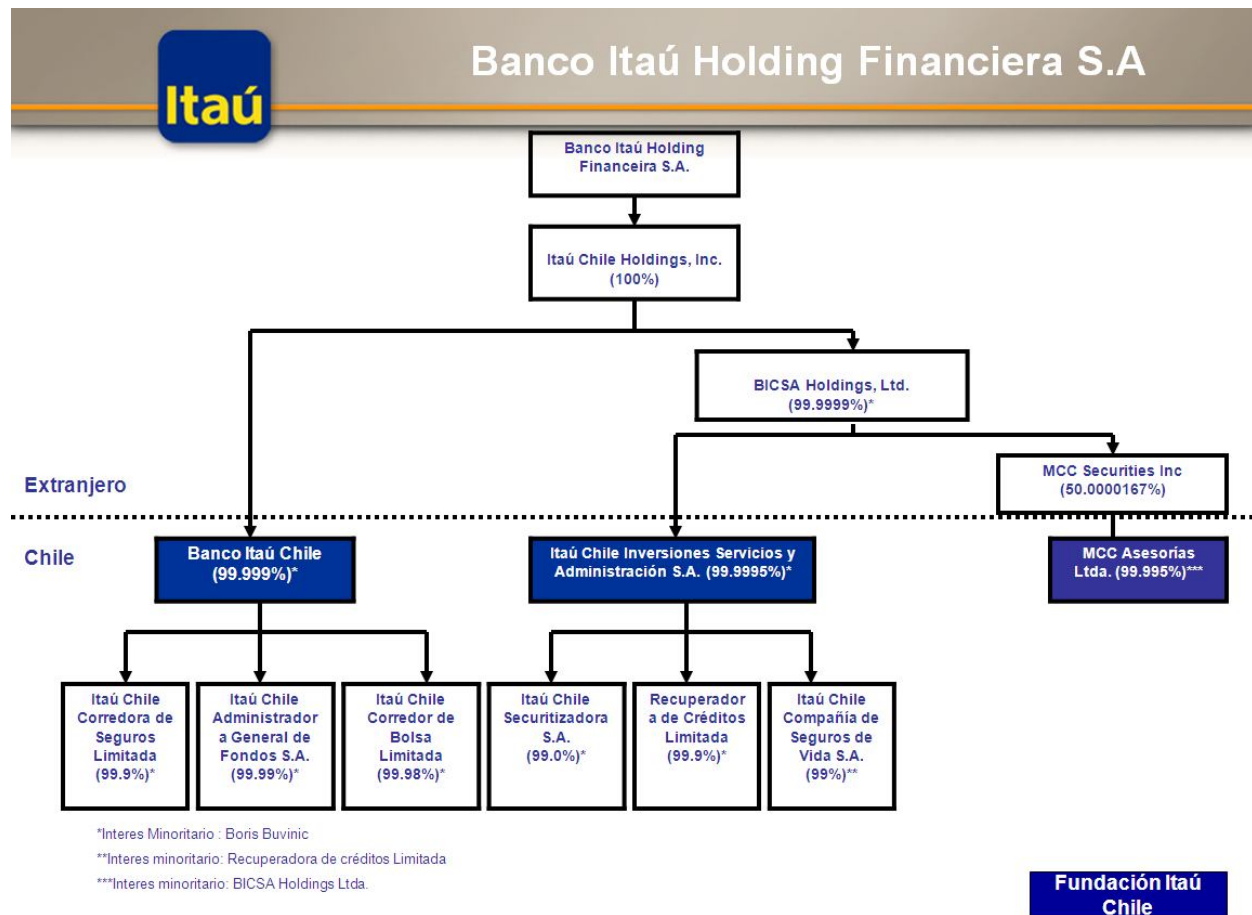 Itaú
Banco Itaú Holding Financiera S.A
Banco Itaú Holding
Financeira S.A.
Itaú Chile Holdings, Inc.
(100%)
BICSA Holdings, Ltd.
(99.9999%)*
MCC Securities Inc
(50.0000167%)
Extranjero
Chile
Banco Itaú Chile
(99.999%)*
Itaú Chile Inversiones Servicios y
Administración S.A. (99.9995%)*
MCC Asesorías
Ltda. (99.995%)***
Itaú Chile
Corredora de
Seguros
Limitada
(99.9%)*
Itaú Chile
Administrador
a General de
Fondos S.A.
(99.99%)*
Itaú Chile
Corredor de
Bolsa
Limitada
(99.98%)*
Itaú Chile
Securitizadora
S.A.
(99.0%)*
Recuperador
a de Créditos
Limitada
(99.9%)*
Itaú Chile
Compañía de
Seguros de
Vida S.A.
(99%)**
*Interes Minoritario : Boris Buvinic
**Interes minoritario: Recuperadora de créditos Limitada
***Interes minoritario: BICSA Holdings Ltda.
Fundación Itaú
Chile